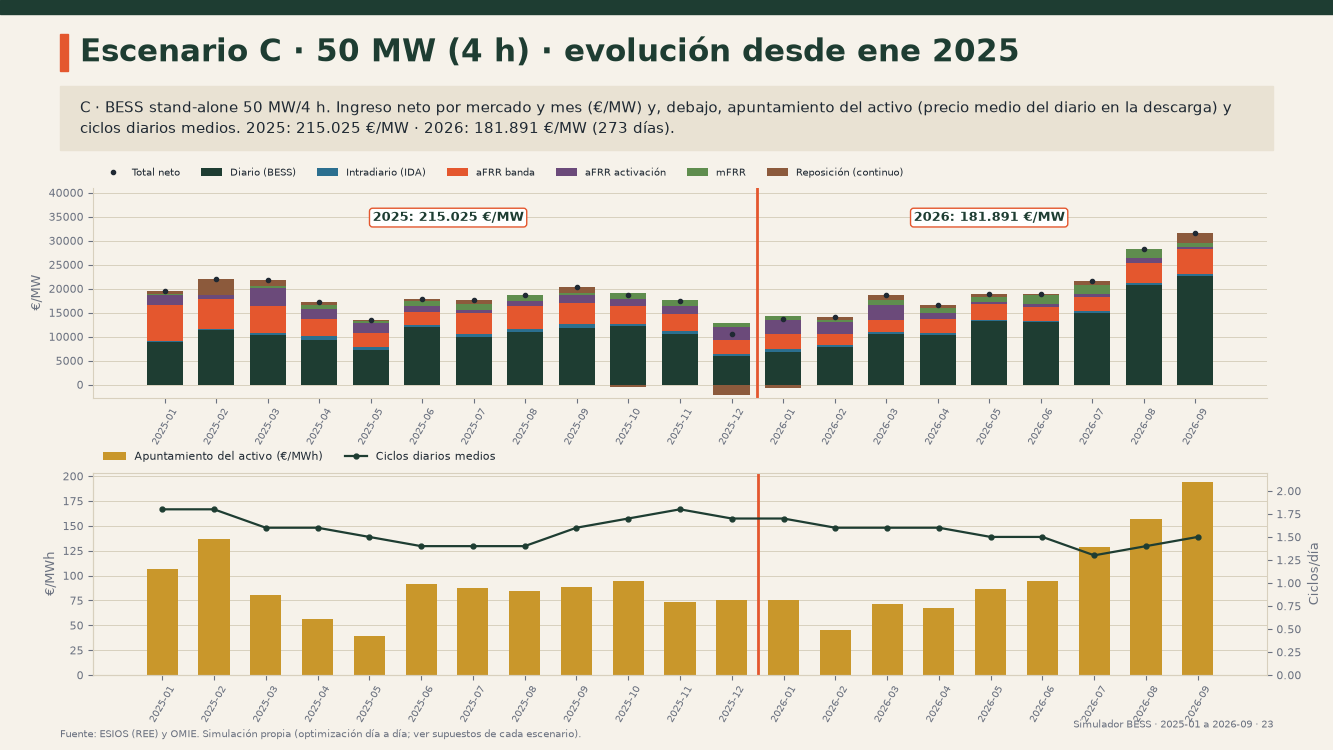 Escenario C · 50 MW (4 h) · evolución desde ene 2025
C · BESS stand-alone 50 MW/4 h. Ingreso neto por mercado y mes (€/MW) y, debajo, apuntamiento del activo (precio medio del diario en la descarga) y
ciclos diarios medios. 2025: 215.025 €/MW · 2026: 181.891 €/MW (273 días).
Total neto Diario (BESS) Intradiario (IDA) aFRR banda aFRR activación mFRR Reposición (continuo)
40000
35000
30000
25000
20000
15000
10000
5000
0
€/MW
2025: 215.025 €/MW 2026: 181.891 €/MW
2025-01 2025-02 2025-03 2025-04 2025-05 2025-06 2025-07 2025-08 2025-09 2025-10 2025-11 2025-12 2026-01 2026-02 2026-03 2026-04 2026-05 2026-06 2026-07 2026-08 2026-09
Apuntamiento del activo (€/MWh) Ciclos diarios medios
200
175
150
125
100
75
50
25
0
€/MWh
2.00
1.75
1.50
1.25
1.00
0.75
0.50
0.25
0.00
Ciclos/día
2025-01 2025-02 2025-03 2025-04 2025-05 2025-06 2025-07 2025-08 2025-09 2025-10 2025-11 2025-12 2026-01 2026-02 2026-03 2026-04 2026-05 2026-06 2026-07 2026-08 2026-09
Simulador BESS · 2025-01 a 2026-09 · 23
Fuente: ESIOS (REE) y OMIE. Simulación propia (optimización día a día; ver supuestos de cada escenario).